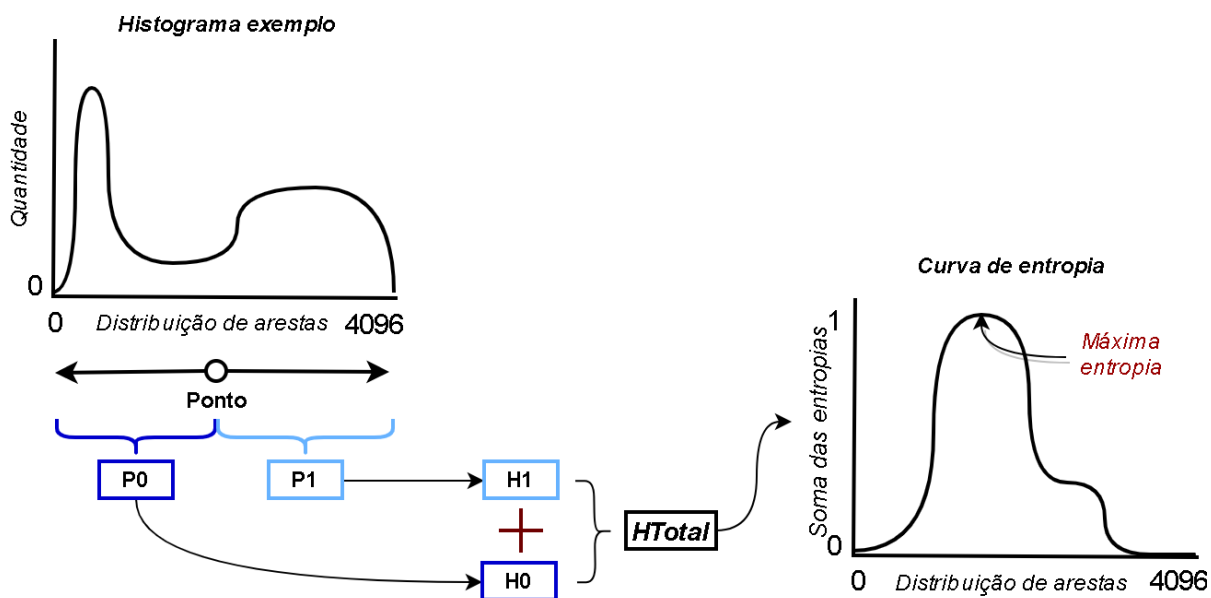 Histograma exemplo
Quantidade
0
0
Distribuição de arestas
4096
Ponto
P0
P1
H1
H0
HTotal
Curva de entropia
1
Soma das entropias
Máxima
entropia
0
0
Distribuição de arestas
4096